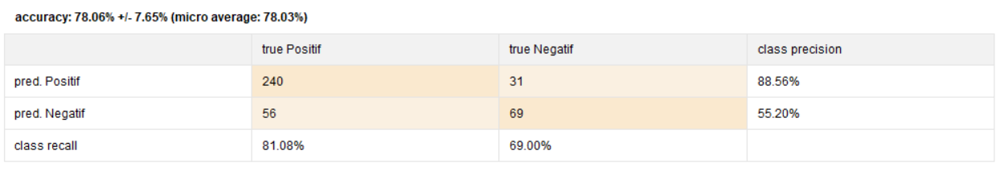 accuracy: 78.06% +/- 7.65% (micro average: 78.03%)
true Positif true Negatif class precision
pred. Positif 240 31 88.56%
pred. Negatif 56 69 55.20%
class recall 81.08% 69.00%